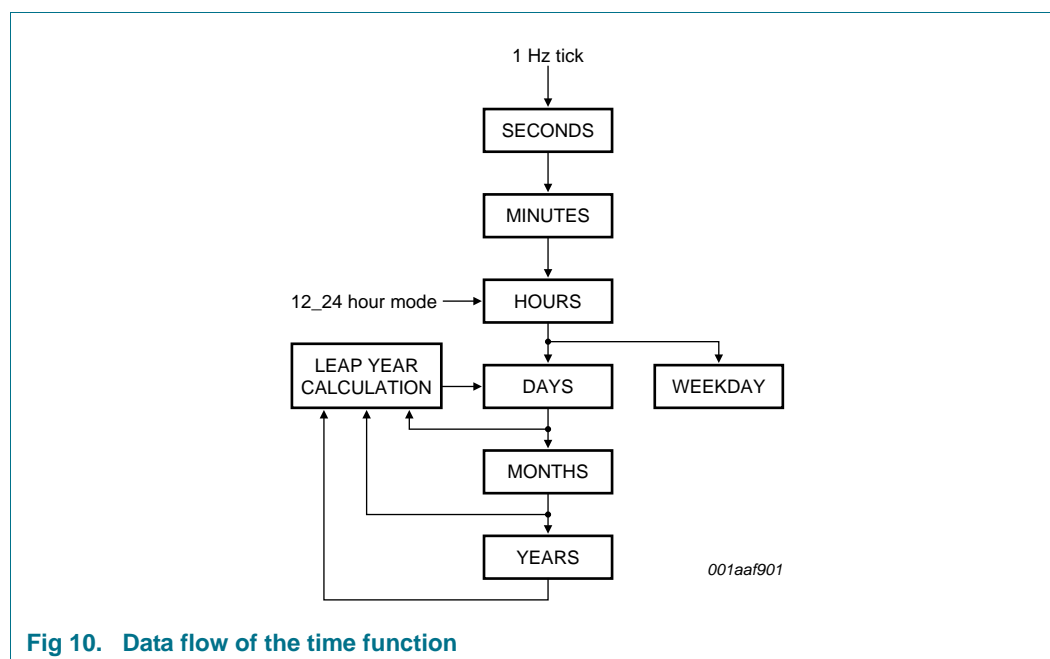 1 Hz tick
SECONDS
MINUTES
12_24 hour mode
HOURS
LEAP YEAR
CALCULATION
DAYS
WEEKDAY
MONTHS
YEARS
001aaf901
Fig 10. Data flow of the time function